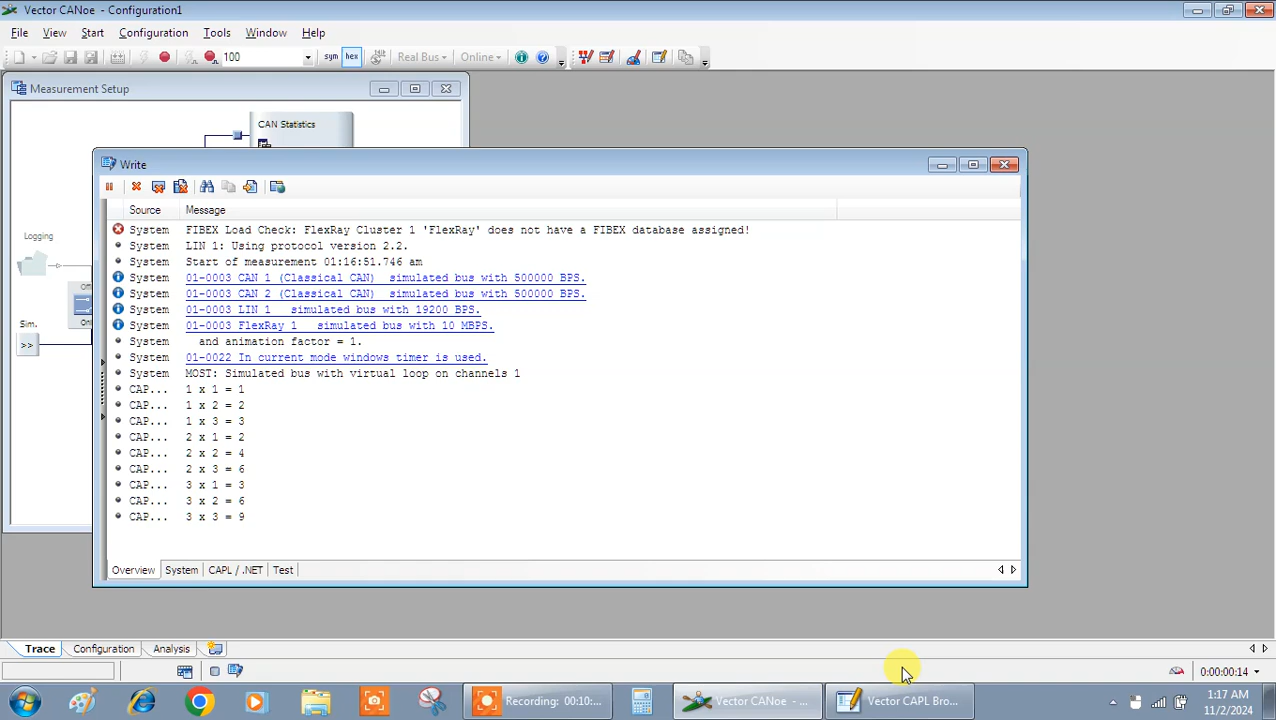 Vector CANoe - Configuration1
File View Start Configuration Tools Window Help
100 sym hex Real Bus Online
Measurement Setup
CAN Statistics
Write
Source Message
System FIBEX Load Check: FlexRay Cluster 1 'FlexRay' does not have a FIBEX database assigned!
System LIN 1: Using protocol version 2.2.
System Start of measurement 01:16:51.746 am
System 01-0003 CAN 1 (Classical CAN) simulated bus with 500000 BPS.
System 01-0003 CAN 2 (Classical CAN) simulated bus with 500000 BPS.
System 01-0003 LIN 1 simulated bus with 19200 BPS.
System 01-0003 FlexRay 1 simulated bus with 10 MBPS.
System and animation factor = 1.
System 01-0022 In current mode windows timer is used.
System MOST: Simulated bus with virtual loop on channels 1
CAP... 1 x 1 = 1
CAP... 1 x 2 = 2
CAP... 1 x 3 = 3
CAP... 2 x 1 = 2
CAP... 2 x 2 = 4
CAP... 2 x 3 = 6
CAP... 3 x 1 = 3
CAP... 3 x 2 = 6
CAP... 3 x 3 = 9
Logging
Sim.
>>
Overview System CAPL / .NET Test
Trace Configuration Analysis
0:00:00:14
Recording: 00:10:... Vector CANoe - ... Vector CAPL Bro...
1:17 AM
11/2/2024